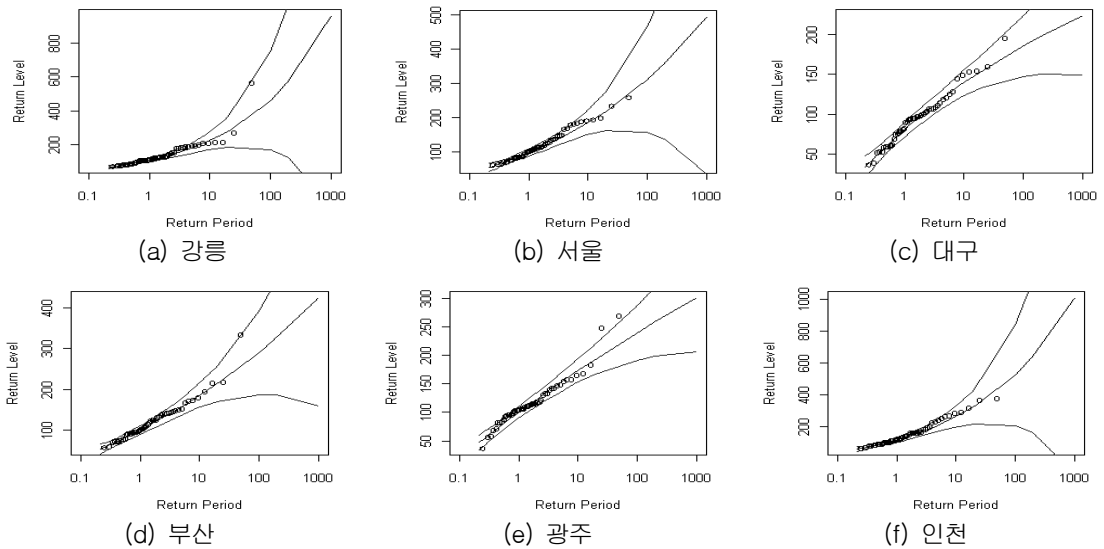 Return Level
200 400 600 800
0.1 1 10 100 1000
Return Period
(a) 강릉
Return Level
100 200 300 400 500
0.1 1 10 100 1000
Return Period
(b) 서울
Return Level
50 100 150 200
0.1 1 10 100 1000
Return Period
(c) 대구
Return Level
100 200 300 400
0.1 1 10 100 1000
Return Period
(d) 부산
Return Level
50 100 150 200 250 300
0.1 1 10 100 1000
Return Period
(e) 광주
Return Level
200 400 600 800 1000
0.1 1 10 100 1000
Return Period
(f) 인천